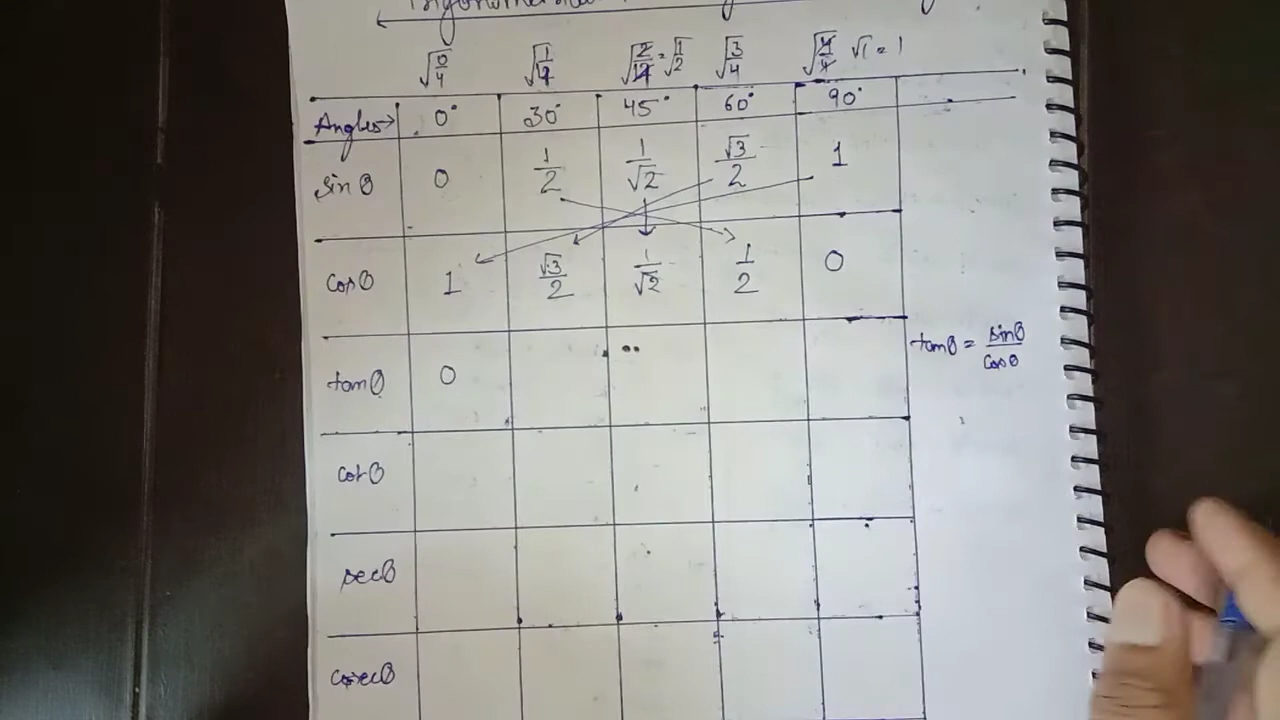 √0/4 √1/4 √2/4 = √1/2 √3/4 √4/4 √1 = 1
Angles→ 0° 30° 45° 60° 90°
sinθ 0 1/2 1/√2 √3/2 1
cosθ 1 √3/2 1/√2 1/2 0
tanθ 0 tanθ = sinθ/cosθ
cotθ
secθ
cosecθ